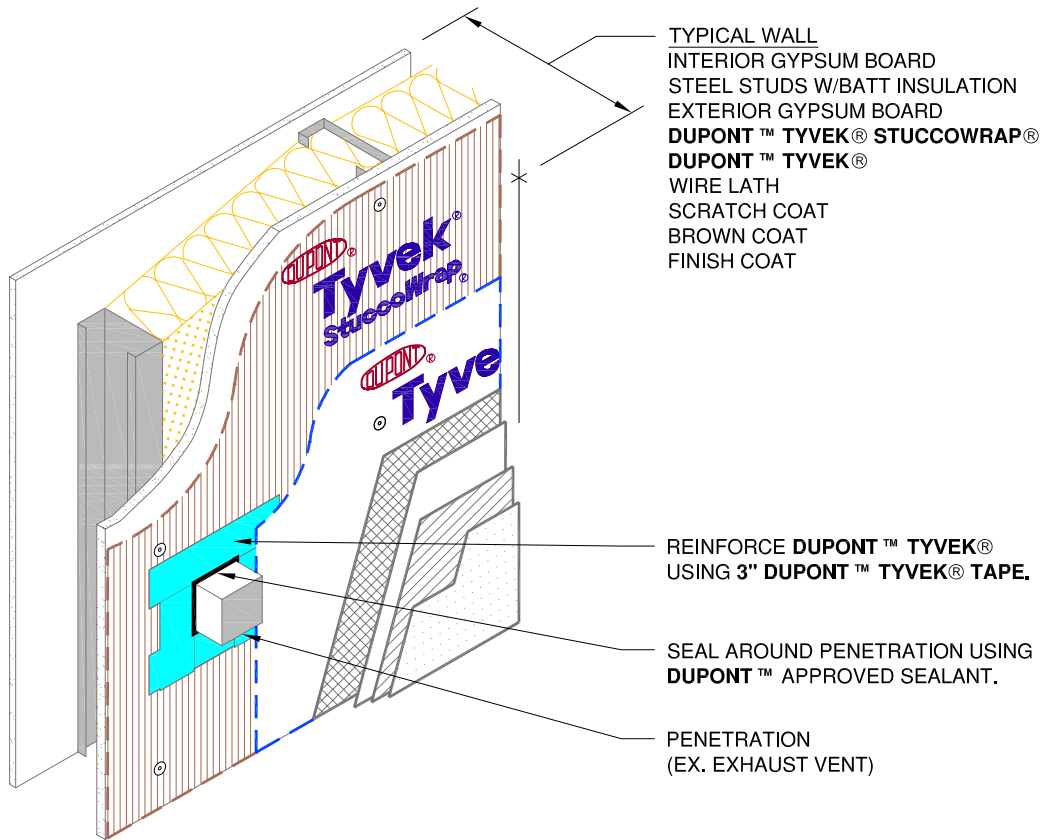 TYPICAL WALL
INTERIOR GYPSUM BOARD
STEEL STUDS W/BATT INSULATION
EXTERIOR GYPSUM BOARD
DUPONT ™ TYVEK® STUCCOWRAP®
DUPONT ™ TYVEK®
WIRE LATH
SCRATCH COAT
BROWN COAT
FINISH COAT
DUPONT®
Tyvek®
StuccoWrap®
DUPONT®
Tyve
REINFORCE DUPONT ™ TYVEK®
USING 3" DUPONT ™ TYVEK® TAPE.
SEAL AROUND PENETRATION USING
DUPONT ™ APPROVED SEALANT.
PENETRATION
(EX. EXHAUST VENT)